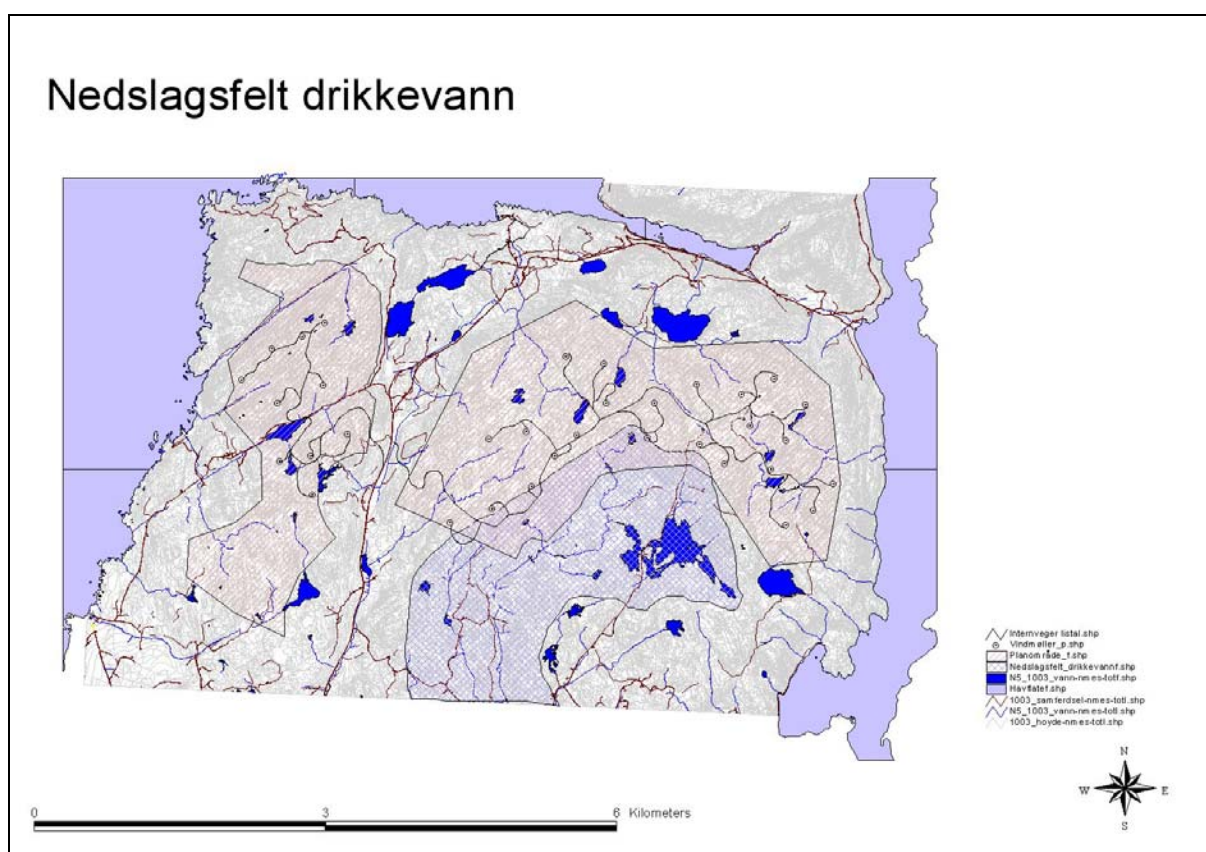 Nedslagsfelt drikkevann
Internveger listal.shp
Vindmøller_p.shp
Planområde_f.shp
Nedslagsfelt_drikkevannf.shp
N5_1003_vann-nmes-totf.shp
Havflatef.shp
1003_samferdsel-nmes-totl.shp
N5_1003_vann-nmes-totl.shp
1003_hoyde-nmes-totl.shp
N
W E
S
0 3 6 Kilometers